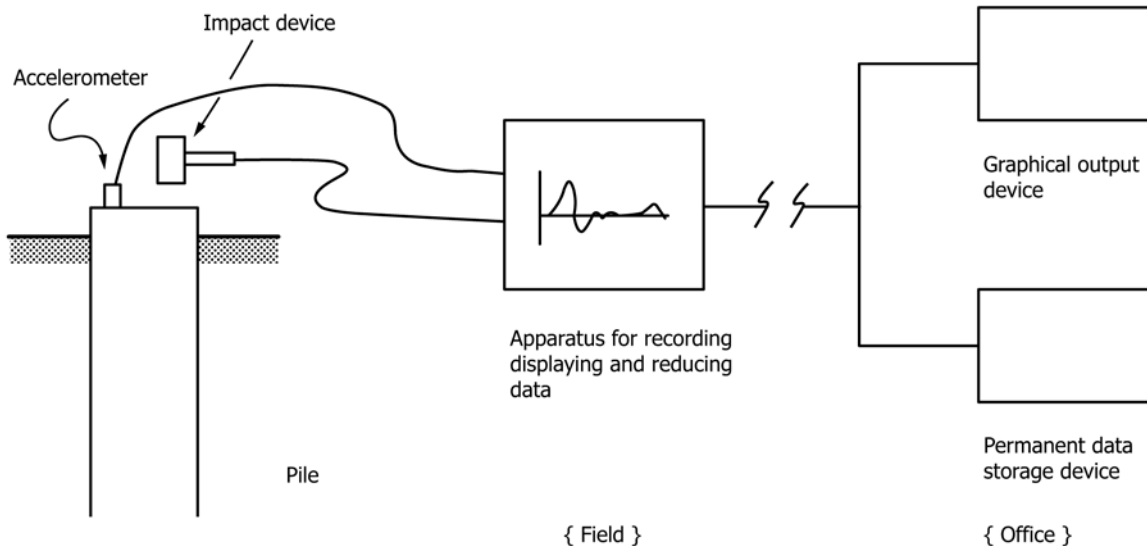 Impact device
Accelerometer
Graphical output
device
Apparatus for recording
displaying and reducing
data
Permanent data
storage device
Pile
{ Field }
{ Office }